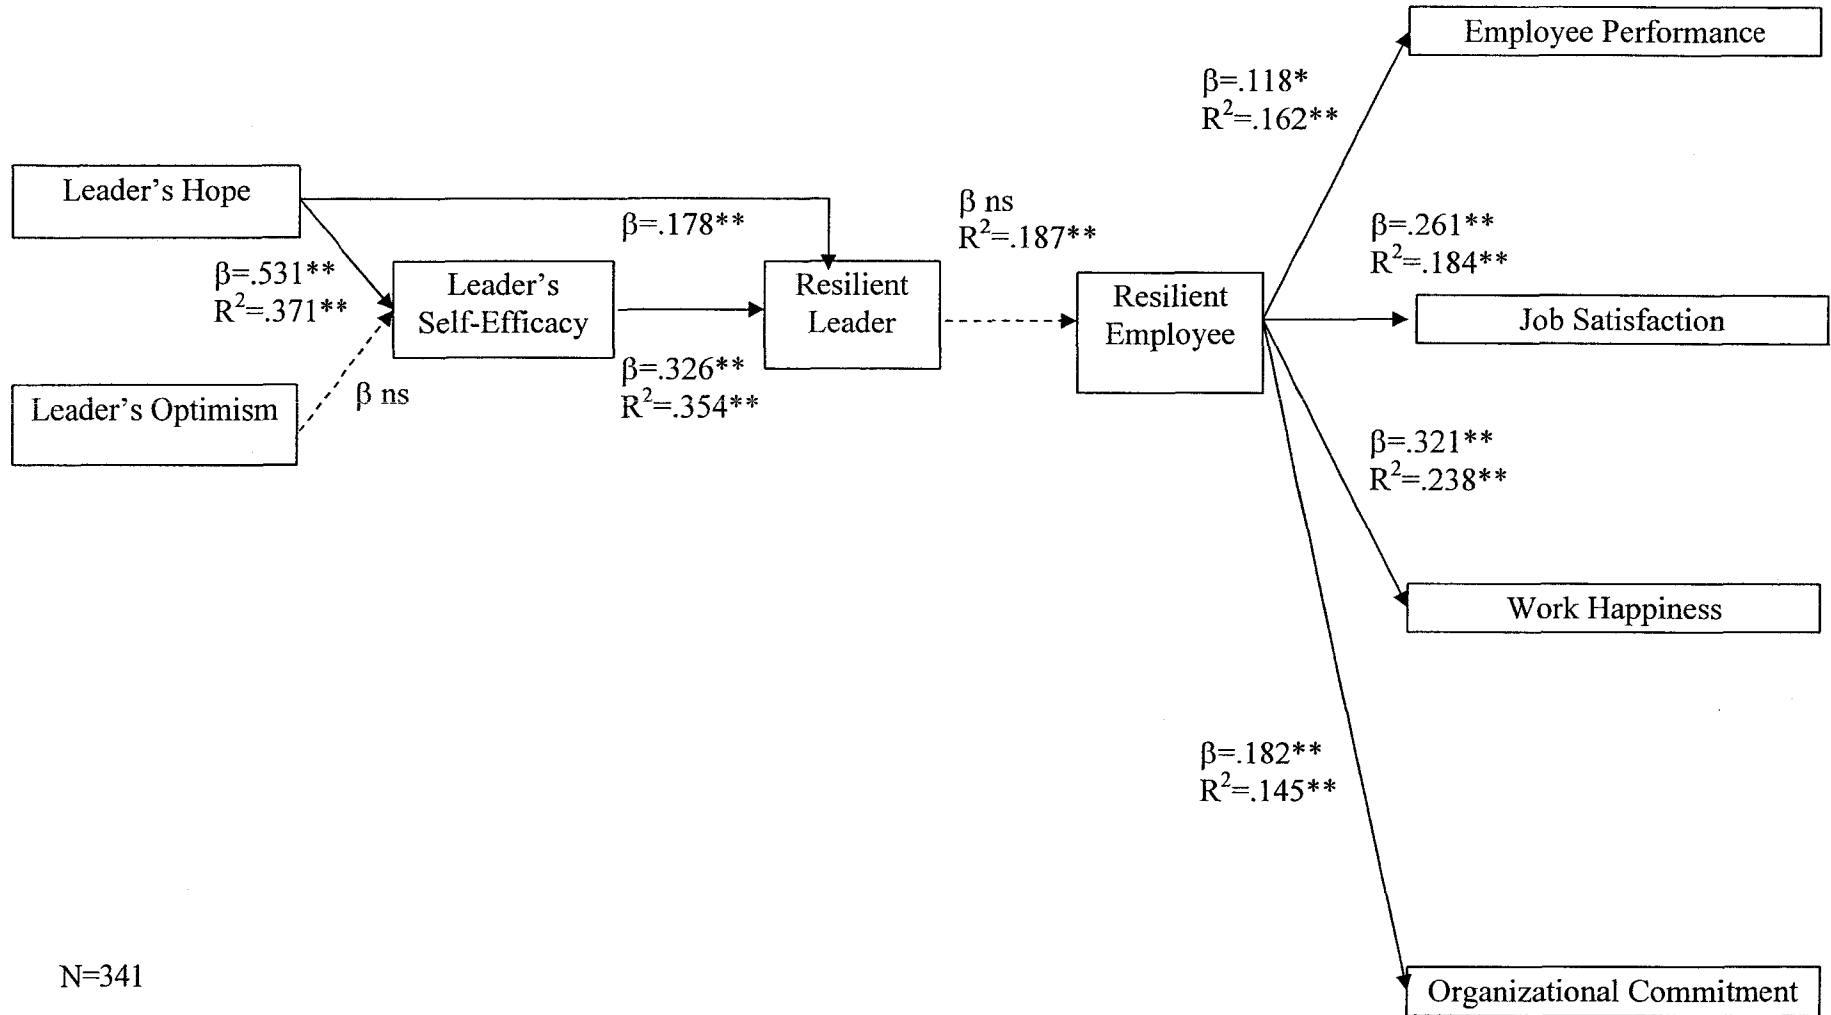 Employee Performance
β=.118*
R²=.162**
Leader's Hope
β=.178**
β ns
R²=.187**
β=.261**
R²=.184**
β=.531**
R²=.371**
Leader's
Self-Efficacy
Resilient
Leader
Resilient
Employee
Job Satisfaction
β=.326**
R²=.354**
Leader's Optimism
β ns
β=.321**
R²=.238**
Work Happiness
β=.182**
R²=.145**
N=341
Organizational Commitment